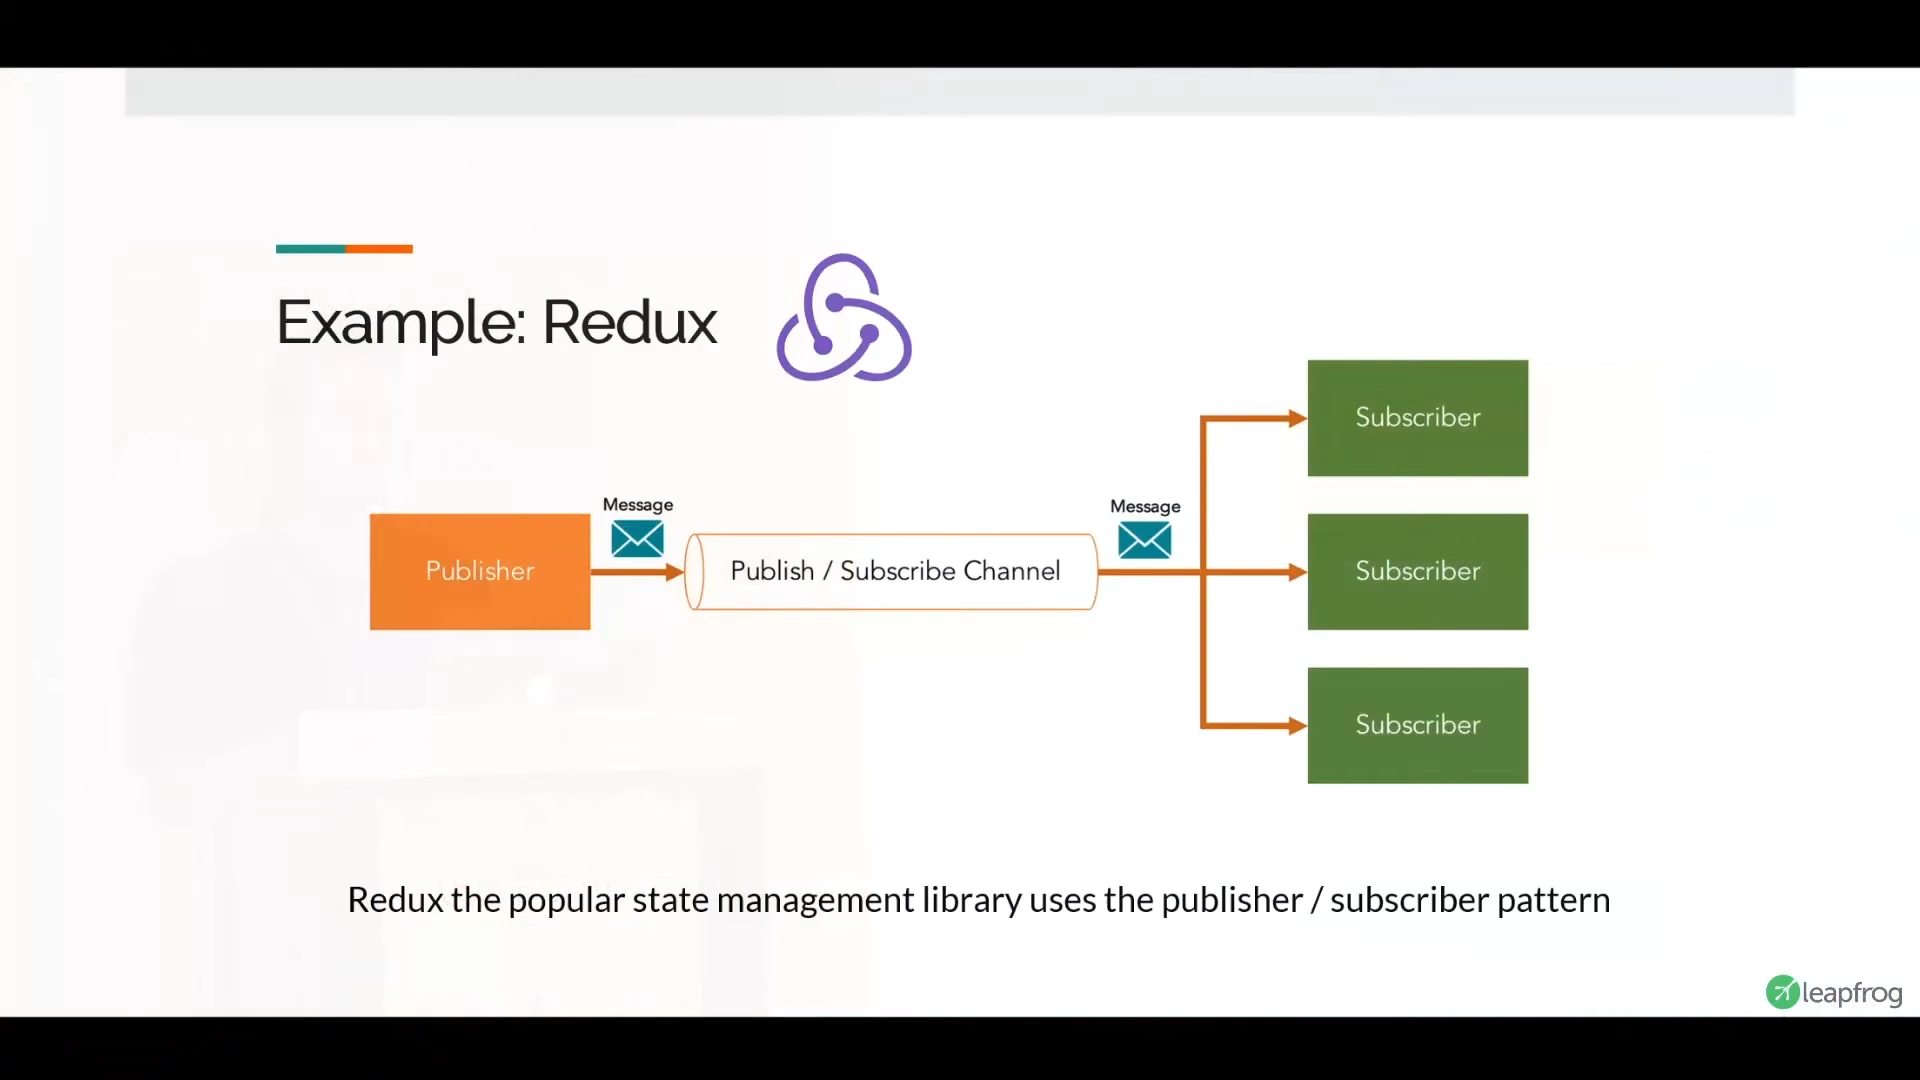 Example: Redux
Subscriber
Message
Message
Publisher
Publish / Subscribe Channel
Subscriber
Subscriber
Redux the popular state management library uses the publisher / subscriber pattern
leapfrog